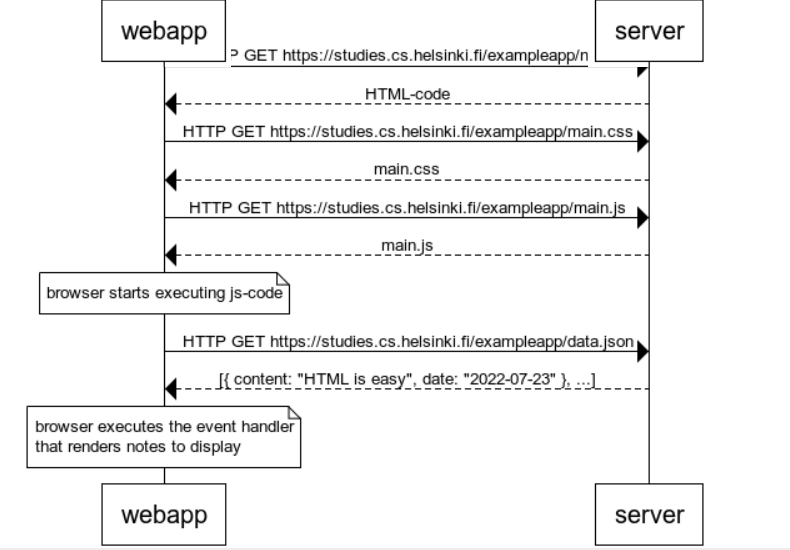 webapp
server
P GET https://studies.cs.helsinki.fi/exampleapp/n
HTML-code
HTTP GET https://studies.cs.helsinki.fi/exampleapp/main.css
main.css
HTTP GET https://studies.cs.helsinki.fi/exampleapp/main.js
main.js
browser starts executing js-code
HTTP GET https://studies.cs.helsinki.fi/exampleapp/data.json
[{ content: "HTML is easy", date: "2022-07-23" }, ...]
browser executes the event handler
that renders notes to display
webapp
server